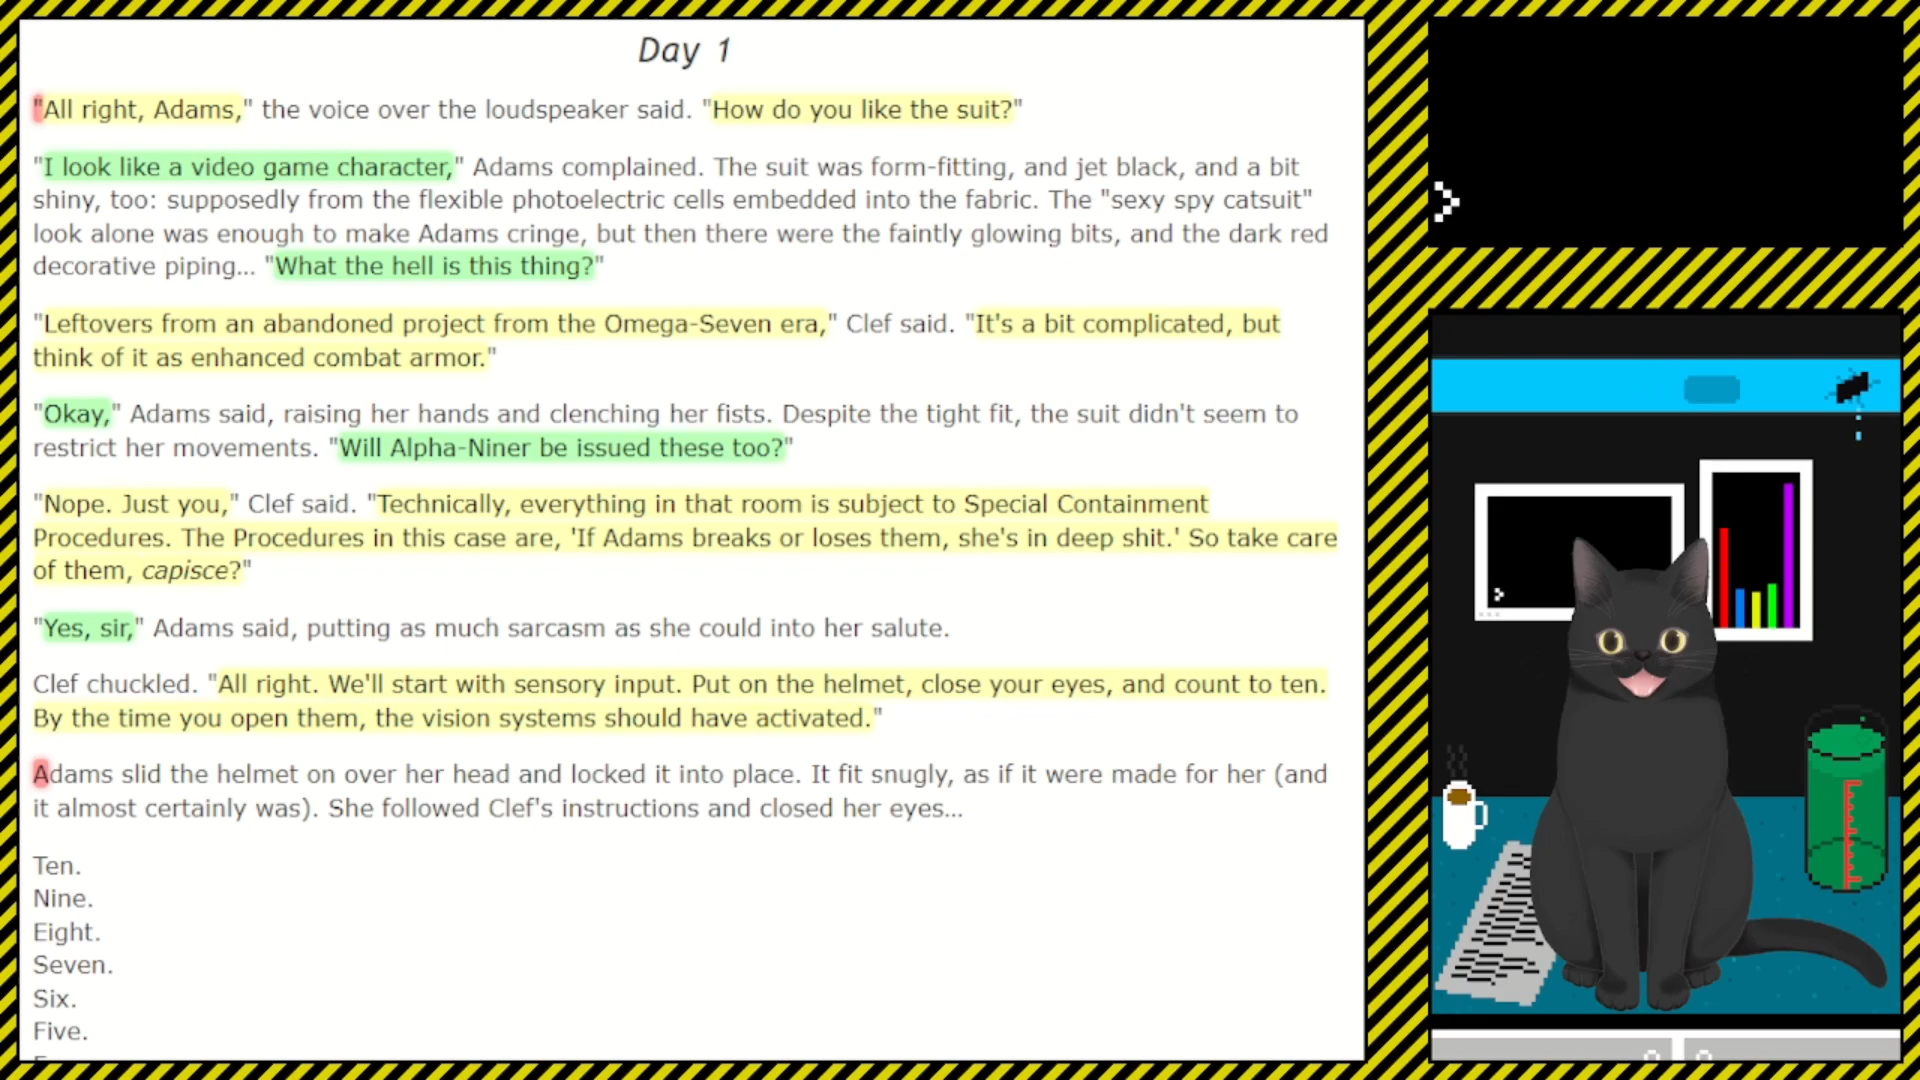 Day 1
"All right, Adams," the voice over the loudspeaker said. "How do you like the suit?"
"I look like a video game character," Adams complained. The suit was form-fitting, and jet black, and a bit
shiny, too: supposedly from the flexible photoelectric cells embedded into the fabric. The "sexy spy catsuit"
look alone was enough to make Adams cringe, but then there were the faintly glowing bits, and the dark red
decorative piping... "What the hell is this thing?"
"Leftovers from an abandoned project from the Omega-Seven era," Clef said. "It's a bit complicated, but
think of it as enhanced combat armor."
"Okay," Adams said, raising her hands and clenching her fists. Despite the tight fit, the suit didn't seem to
restrict her movements. "Will Alpha-Niner be issued these too?"
"Nope. Just you," Clef said. "Technically, everything in that room is subject to Special Containment
Procedures. The Procedures in this case are, 'If Adams breaks or loses them, she's in deep shit.' So take care
of them, capisce?"
"Yes, sir," Adams said, putting as much sarcasm as she could into her salute.
Clef chuckled. "All right. We'll start with sensory input. Put on the helmet, close your eyes, and count to ten.
By the time you open them, the vision systems should have activated."
Adams slid the helmet on over her head and locked it into place. It fit snugly, as if it were made for her (and
it almost certainly was). She followed Clef's instructions and closed her eyes...
Ten.
Nine.
Eight.
Seven.
Six.
Five.
>
>